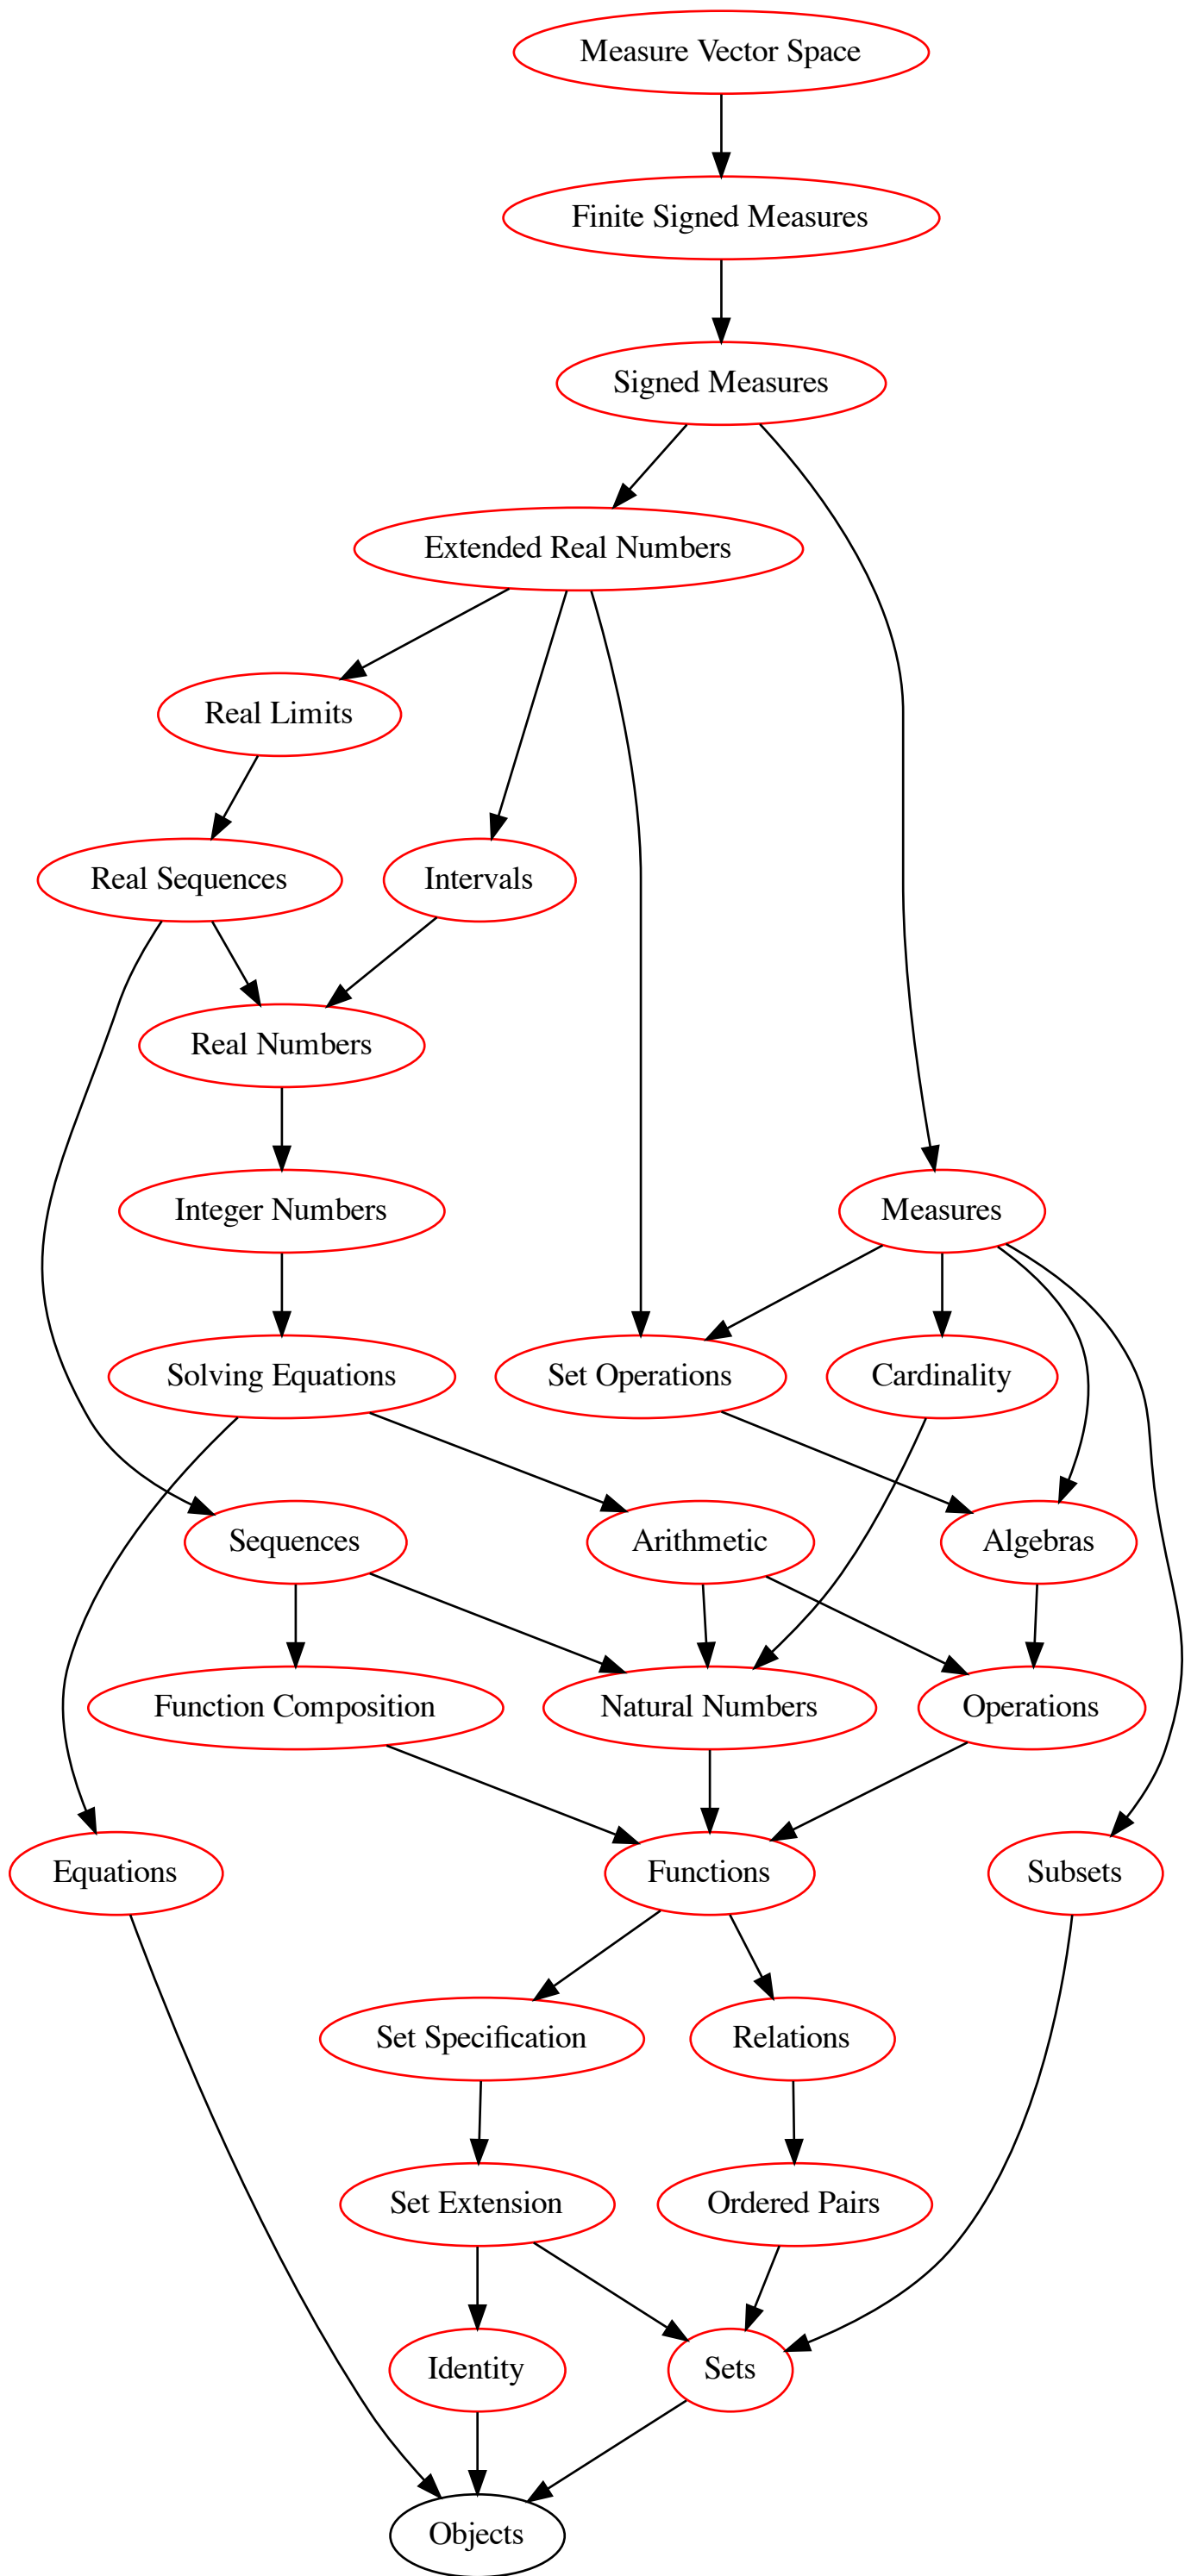 Measure Vector Space
Finite Signed Measures
Signed Measures
Extended Real Numbers
Real Limits
Real Sequences
Intervals
Real Numbers
Integer Numbers
Measures
Solving Equations
Set Operations
Cardinality
Sequences
Arithmetic
Algebras
Function Composition
Natural Numbers
Operations
Equations
Functions
Subsets
Set Specification
Relations
Set Extension
Ordered Pairs
Identity
Sets
Objects